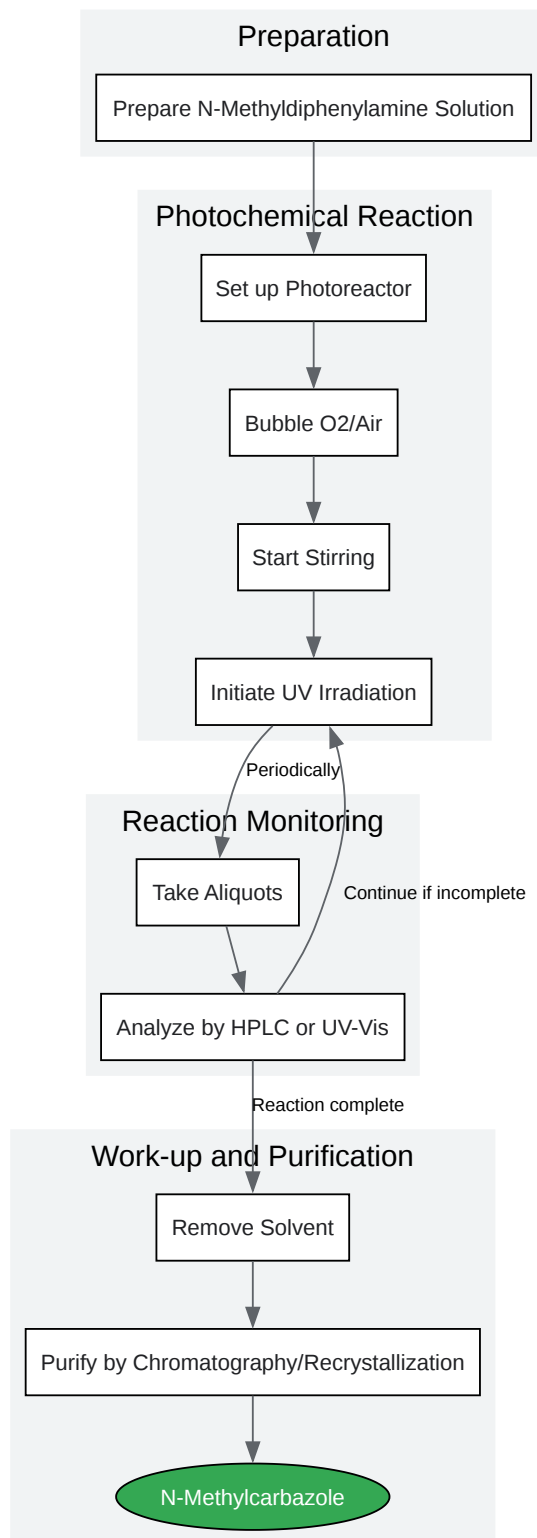 Preparation
Prepare N-Methyldiphenylamine Solution
Photochemical Reaction
Set up Photoreactor
Bubble O2/Air
Start Stirring
Initiate UV Irradiation
Periodically
Reaction Monitoring
Take Aliquots
Continue if incomplete
Analyze by HPLC or UV-Vis
Reaction complete
Work-up and Purification
Remove Solvent
Purify by Chromatography/Recrystallization
N-Methylcarbazole